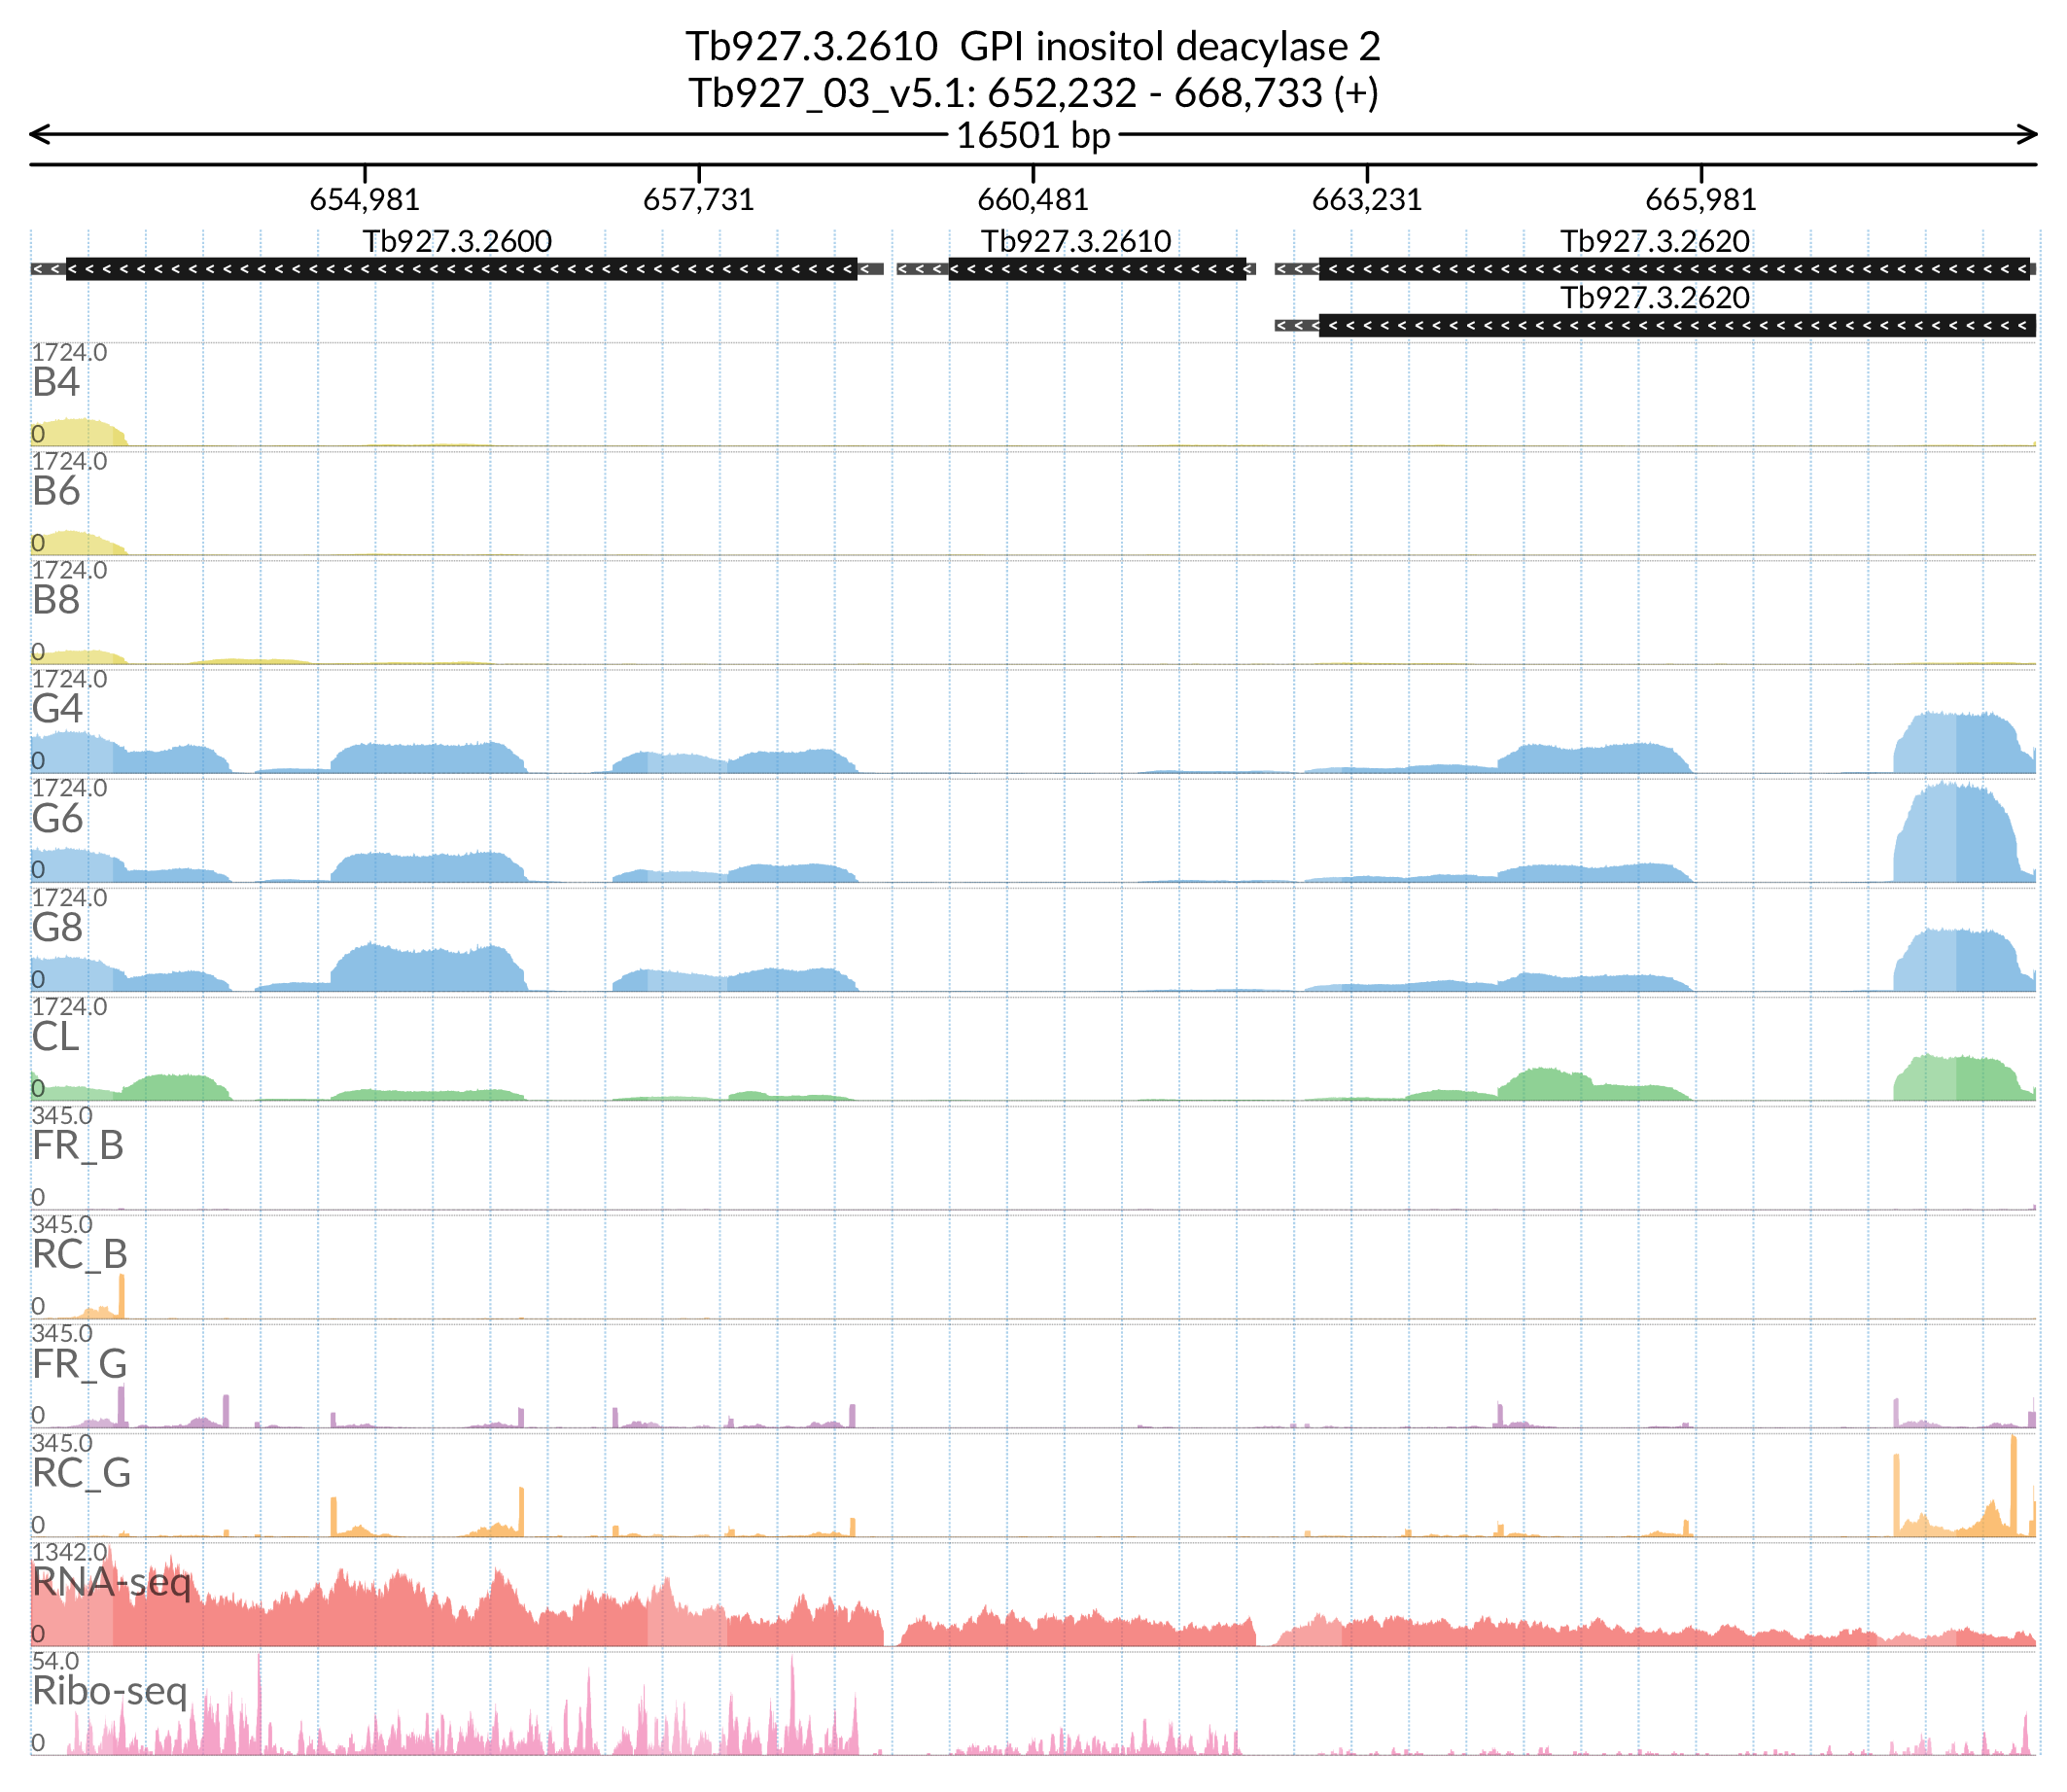 Tb927.3.2610  GPI inositol deacylase 2
Tb927_03_v5.1: 652,232 - 668,733 (+)
16501 bp
654,981 657,731 660,481 663,231 665,981
Tb927.3.2600 Tb927.3.2610 Tb927.3.2620
Tb927.3.2620
1724.0
B4
0
1724.0
B6
0
1724.0
B8
0
1724.0
G4
0
1724.0
G6
0
1724.0
G8
0
1724.0
CL
0
345.0
FR_B
0
345.0
RC_B
0
345.0
FR_G
0
345.0
RC_G
0
1342.0
RNA-seq
0
54.0
Ribo-seq
0